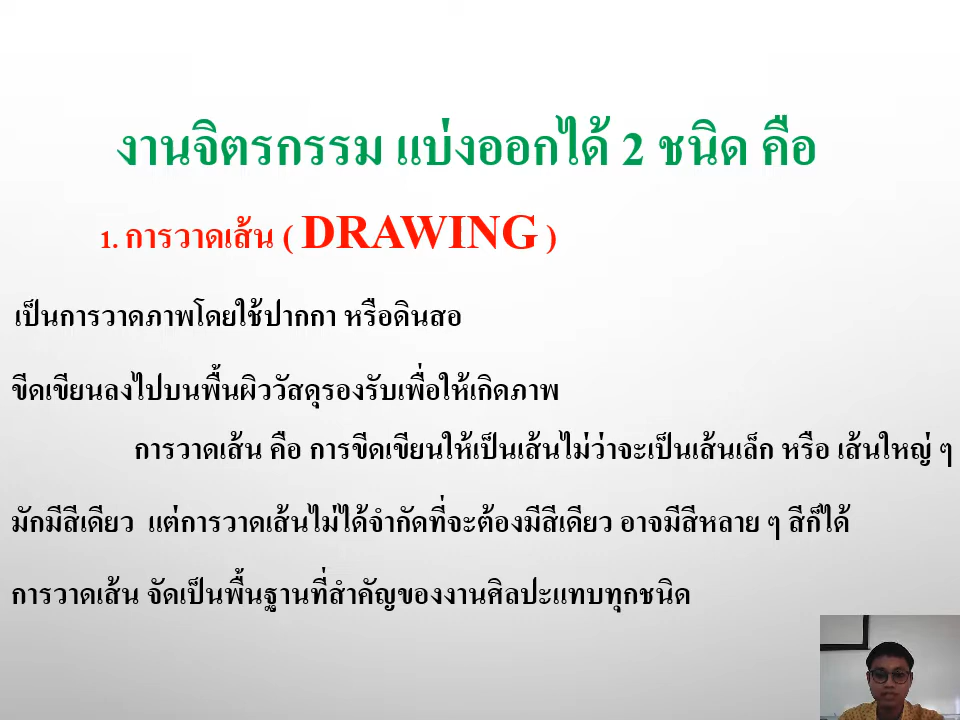 งานจิตรกรรม แบ่งออกได้ 2 ชนิด คือ
1. การวาดเส้น ( DRAWING )
เป็นการวาดภาพโดยใช้ปากกา หรือดินสอ
ขีดเขียนลงไปบนพื้นผิววัสดุรองรับเพื่อให้เกิดภาพ
การวาดเส้น คือ การขีดเขียนให้เป็นเส้นไม่ว่าจะเป็นเส้นเล็ก หรือ เส้นใหญ่ ๆ
มักมีสีเดียว แต่การวาดเส้นไม่ได้จำกัดที่จะต้องมีสีเดียว อาจมีสีหลาย ๆ สีก็ได้
การวาดเส้น จัดเป็นพื้นฐานที่สำคัญของงานศิลปะแทบทุกชนิด